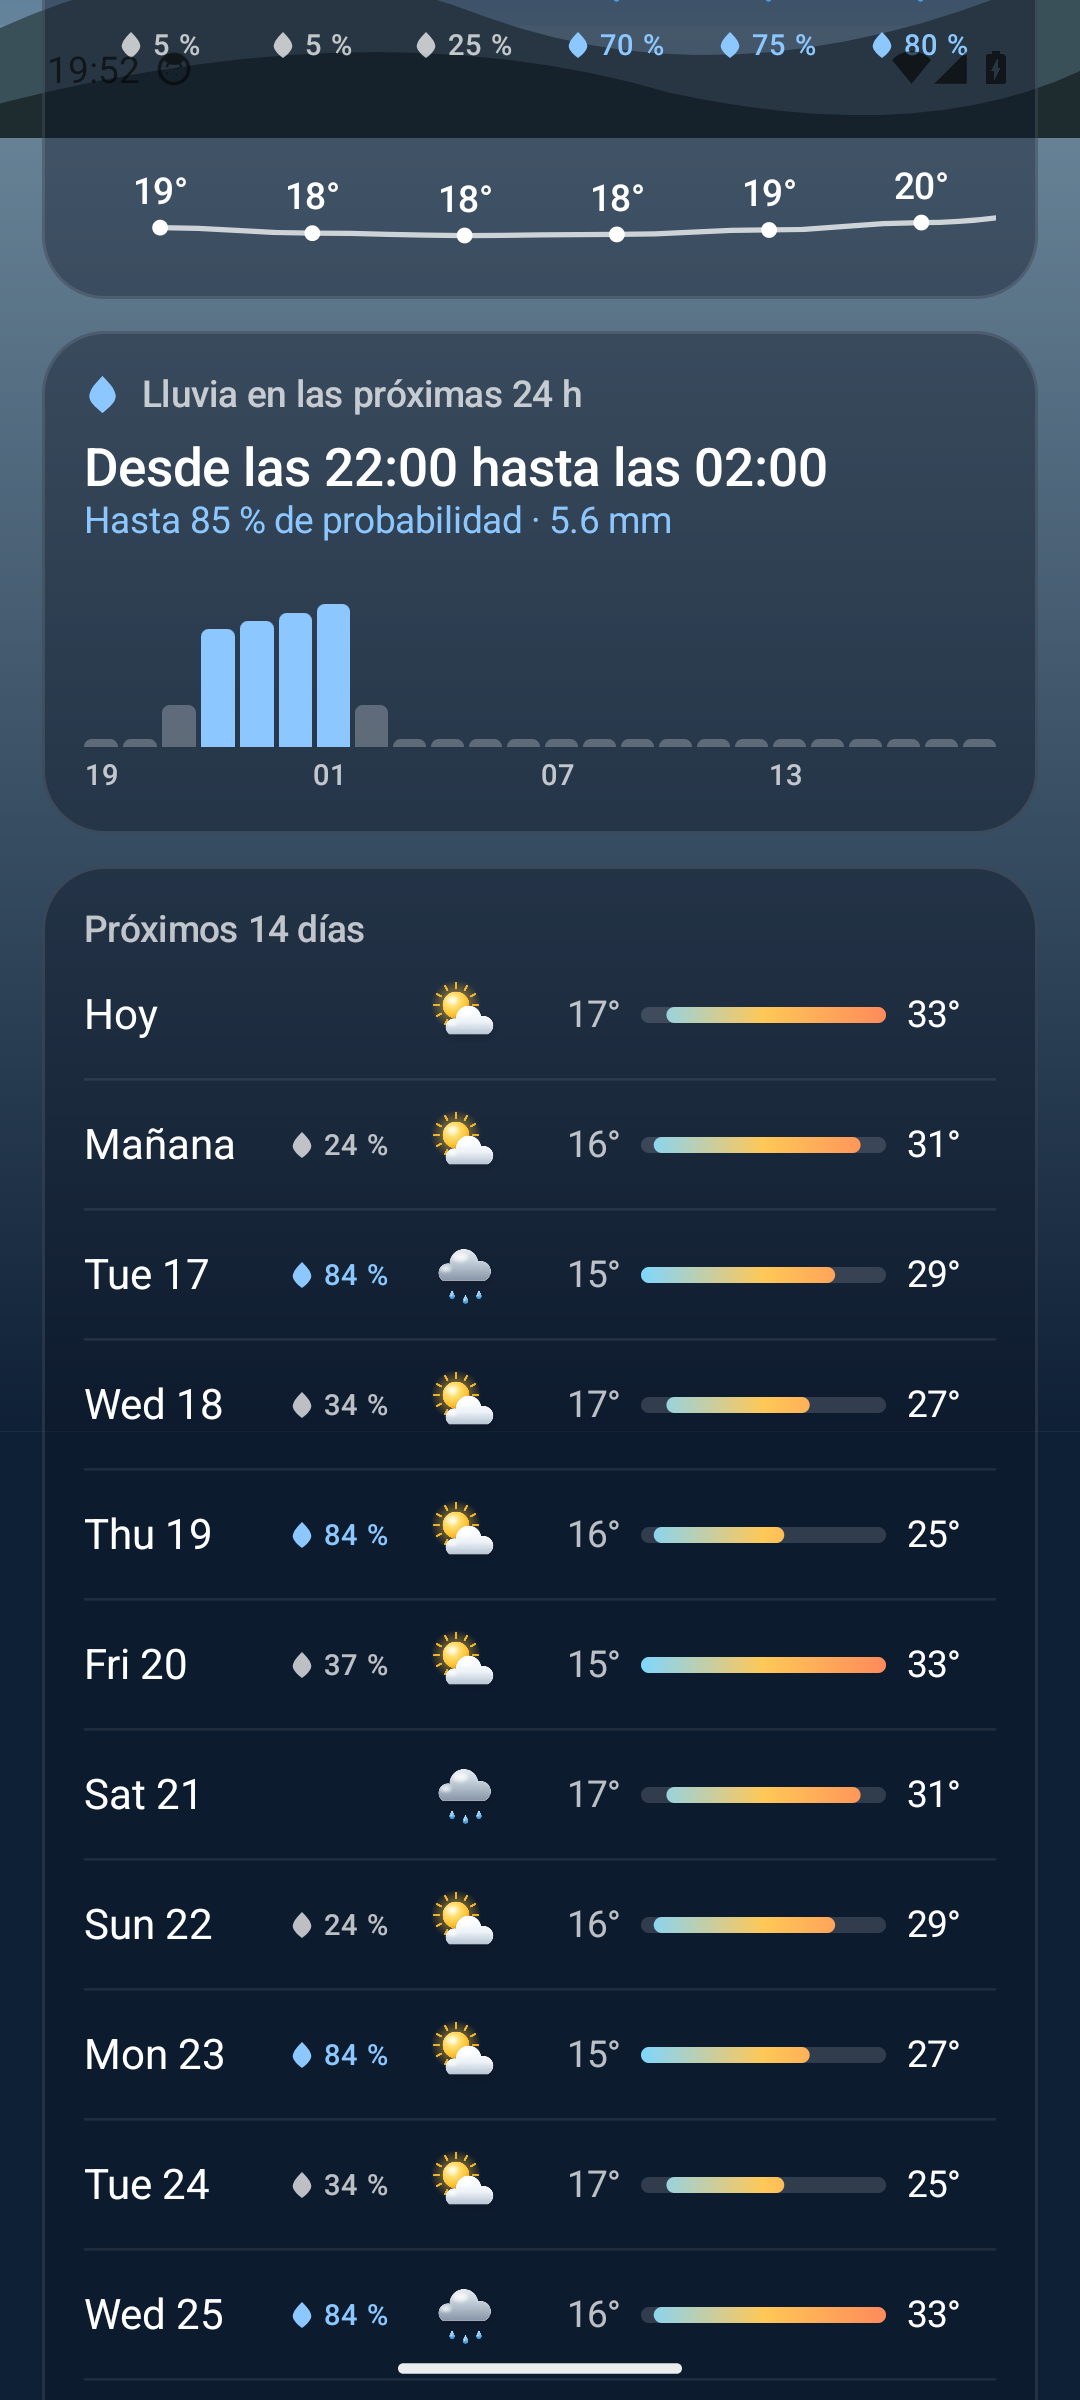 5 % 5 % 25 % 70 % 75 % 80 %
19:52
19° 18° 18° 18° 19° 20°
Lluvia en las próximas 24 h
Desde las 22:00 hasta las 02:00
Hasta 85 % de probabilidad · 5.6 mm
19 01 07 13
Próximos 14 días
Hoy 17° 33°
Mañana 24 % 16° 31°
Tue 17 84 % 15° 29°
Wed 18 34 % 17° 27°
Thu 19 84 % 16° 25°
Fri 20 37 % 15° 33°
Sat 21 17° 31°
Sun 22 24 % 16° 29°
Mon 23 84 % 15° 27°
Tue 24 34 % 17° 25°
Wed 25 84 % 16° 33°